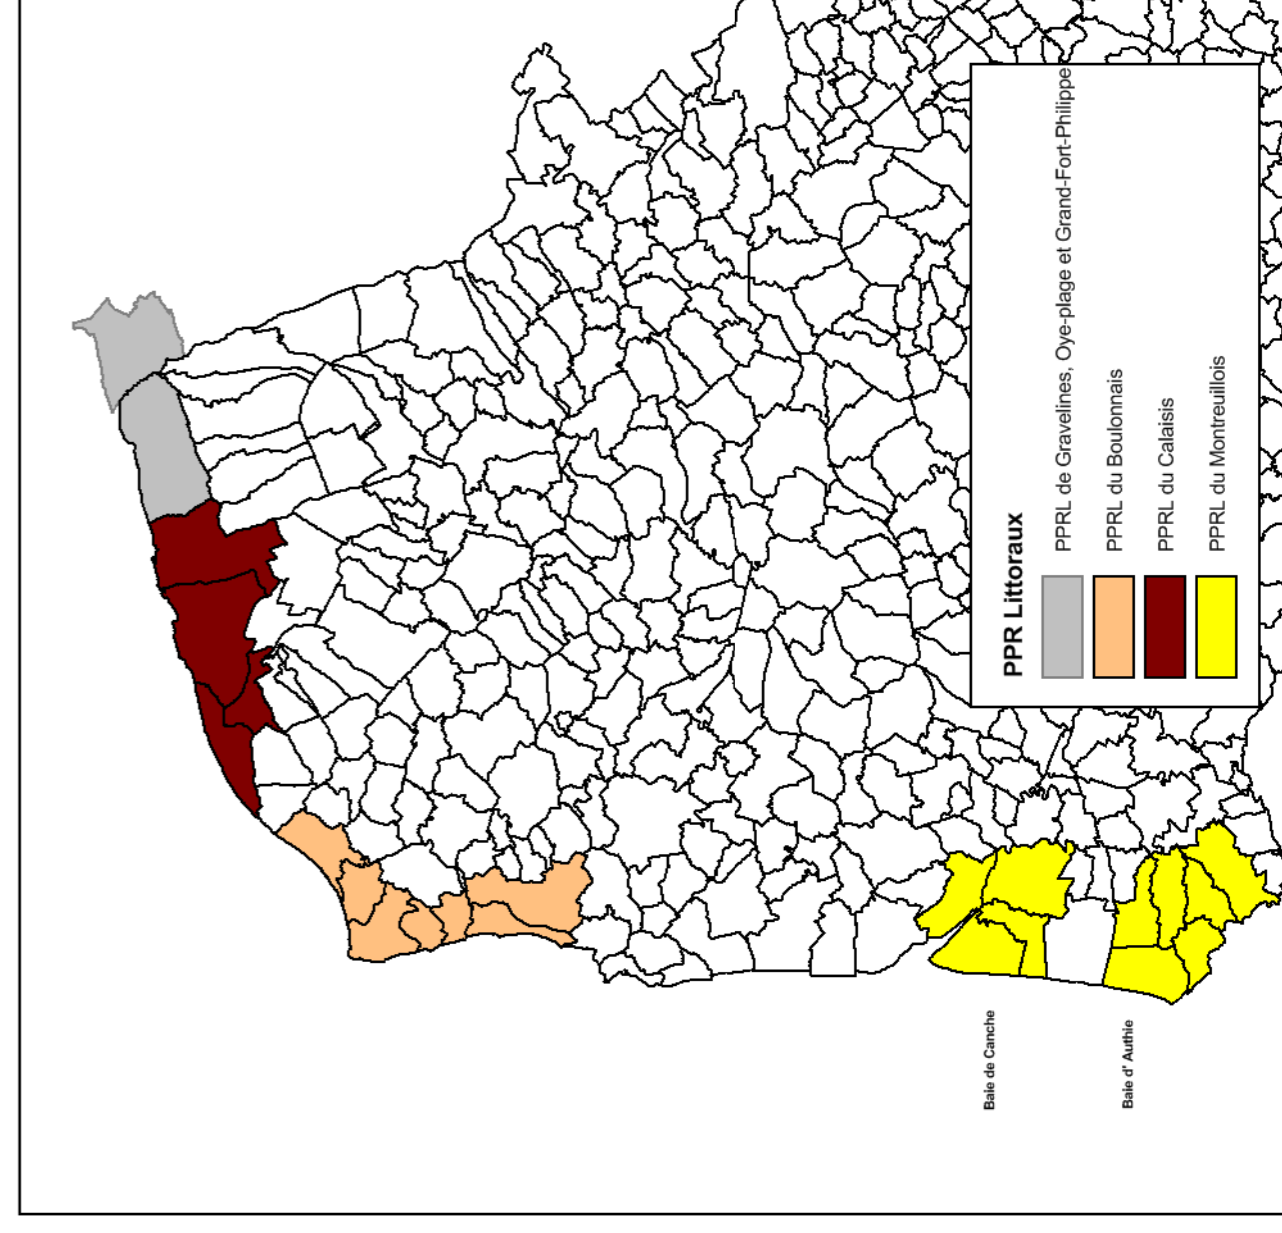 PPR Littoraux
PPRL de Gravelines, Oye-plage et Grand-Fort-Philippe
PPRL du Boulonnais
PPRL du Calaisis
PPRL du Montreuillois
Baie de Canche
Baie d' Authie